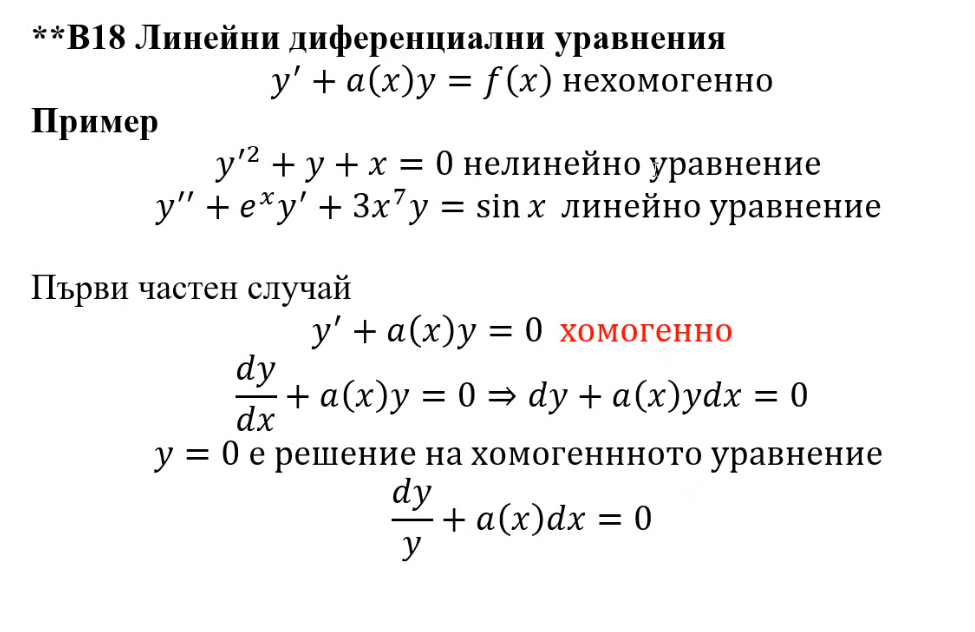 **В18 Линейни диференциални уравнения
y′ + a(x)y = f(x) нехомогенно
Пример
y′² + y + x = 0 нелинейно уравнение
y′′ + eˣy′ + 3x⁷y = sin x линейно уравнение
Първи частен случай
y′ + a(x)y = 0 хомогенно
dy/dx + a(x)y = 0 ⇒ dy + a(x)ydx = 0
y = 0 е решение на хомогеннното уравнение
dy/y + a(x)dx = 0